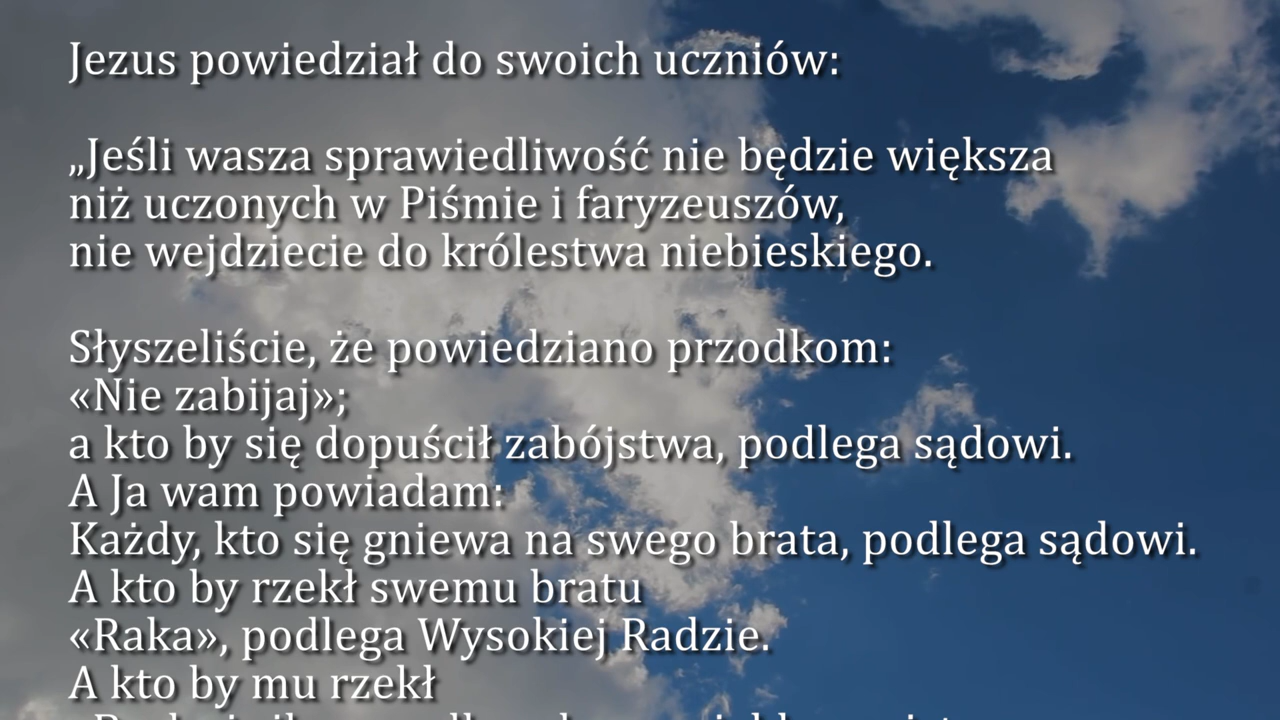 Jezus powiedział do swoich uczniów:
„Jeśli wasza sprawiedliwość nie będzie większa
niż uczonych w Piśmie i faryzeuszów,
nie wejdziecie do królestwa niebieskiego.
Słyszeliście, że powiedziano przodkom:
«Nie zabijaj»;
a kto by się dopuścił zabójstwa, podlega sądowi.
A Ja wam powiadam:
Każdy, kto się gniewa na swego brata, podlega sądowi.
A kto by rzekł swemu bratu
«Raka», podlega Wysokiej Radzie.
A kto by mu rzekł